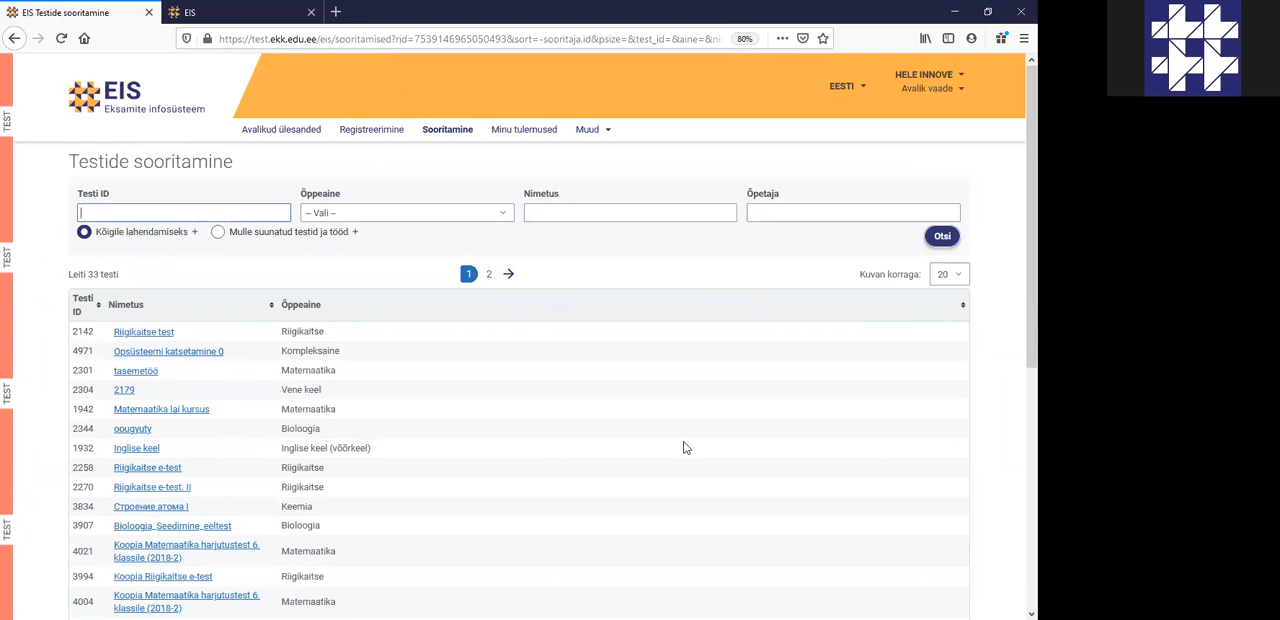 EIS Testide sooritamine
EIS
https://test.ekk.edu.ee/eis/sooritamised?rid=7539146965050493&sort=-sooritaja.id&psize=&test_id=&aine=&
80%
EIS
Eksamite infosüsteem
EESTI
HELE INNOVE
Avalik vaade
Avalikud ülesanded
Registreerimine
Sooritamine
Minu tulemused
Muud
TEST
TEST
TEST
TEST
Testide sooritamine
Testi ID
Õppeaine
Nimetus
Õpetaja
-- Vali --
Kõigile lahendamiseks +
Mulle suunatud testid ja tööd +
Otsi
Leiti 33 testi
1 2
Kuvan korraga: 20
Testi ID Nimetus Õppeaine
2142 Riigikaitse test Riigikaitse
4971 Opsüsteemi katsetamine 0 Kompleksaine
2301 tasemetöö Matemaatika
2304 2179 Vene keel
1942 Matemaatika lai kursus Matemaatika
2344 oougyuty Bioloogia
1932 Inglise keel Inglise keel (võõrkeel)
2258 Riigikaitse e-test Riigikaitse
2270 Riigikaitse e-test. II Riigikaitse
3834 Строение атома I Keemia
3907 Bioloogia_Seedimine_eeltest Bioloogia
4021 Koopia Matemaatika harjutustest 6. klassile (2018-2) Matemaatika
3994 Koopia Riigikaitse e-test Riigikaitse
4004 Koopia Matemaatika harjutustest 6. klassile (2018-2) Matemaatika